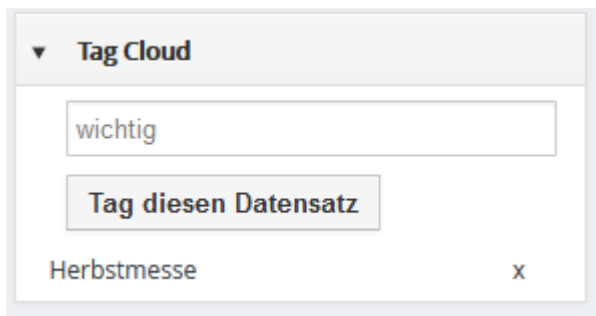 Tag Cloud
wichtig
Tag diesen Datensatz
Herbstmesse x